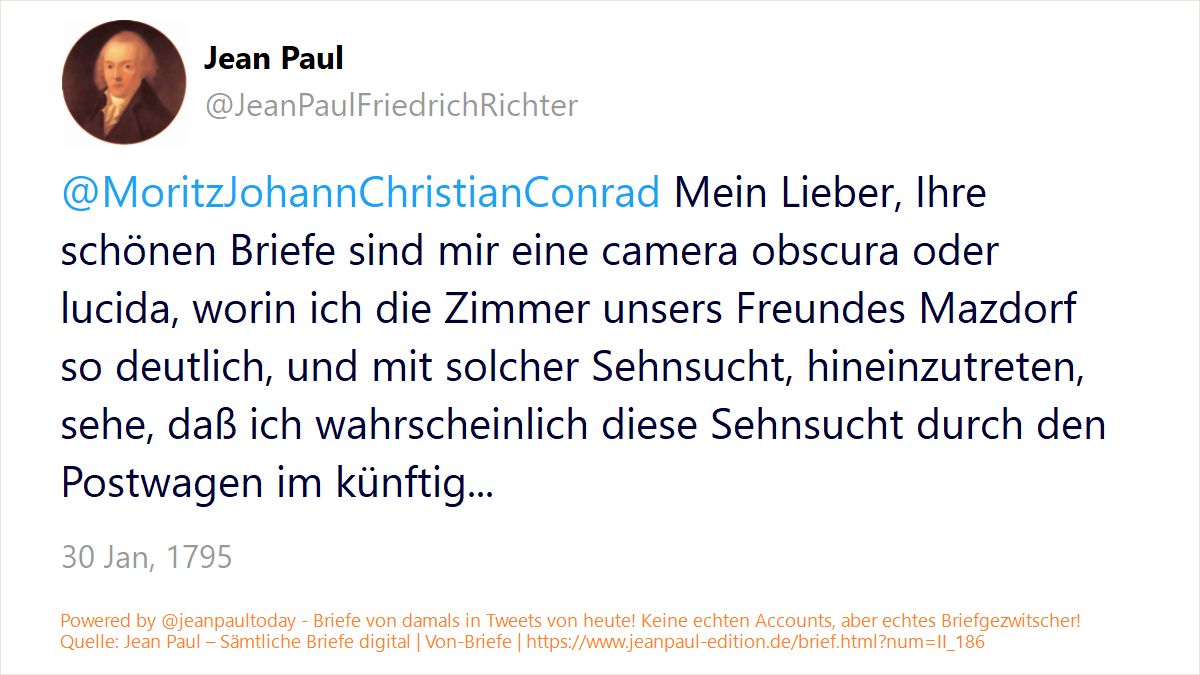 Jean Paul
@JeanPaulFriedrichRichter
@MoritzJohannChristianConrad Mein Lieber, Ihre
schönen Briefe sind mir eine camera obscura oder
lucida, worin ich die Zimmer unsers Freundes Mazdorf
so deutlich, und mit solcher Sehnsucht, hineinzutreten,
sehe, daß ich wahrscheinlich diese Sehnsucht durch den
Postwagen im künftig...
30 Jan, 1795
Powered by @jeanpaultoday - Briefe von damals in Tweets von heute! Keine echten Accounts, aber echtes Briefgezwitscher!
Quelle: Jean Paul – Sämtliche Briefe digital | Von-Briefe | https://www.jeanpaul-edition.de/brief.html?num=II_186